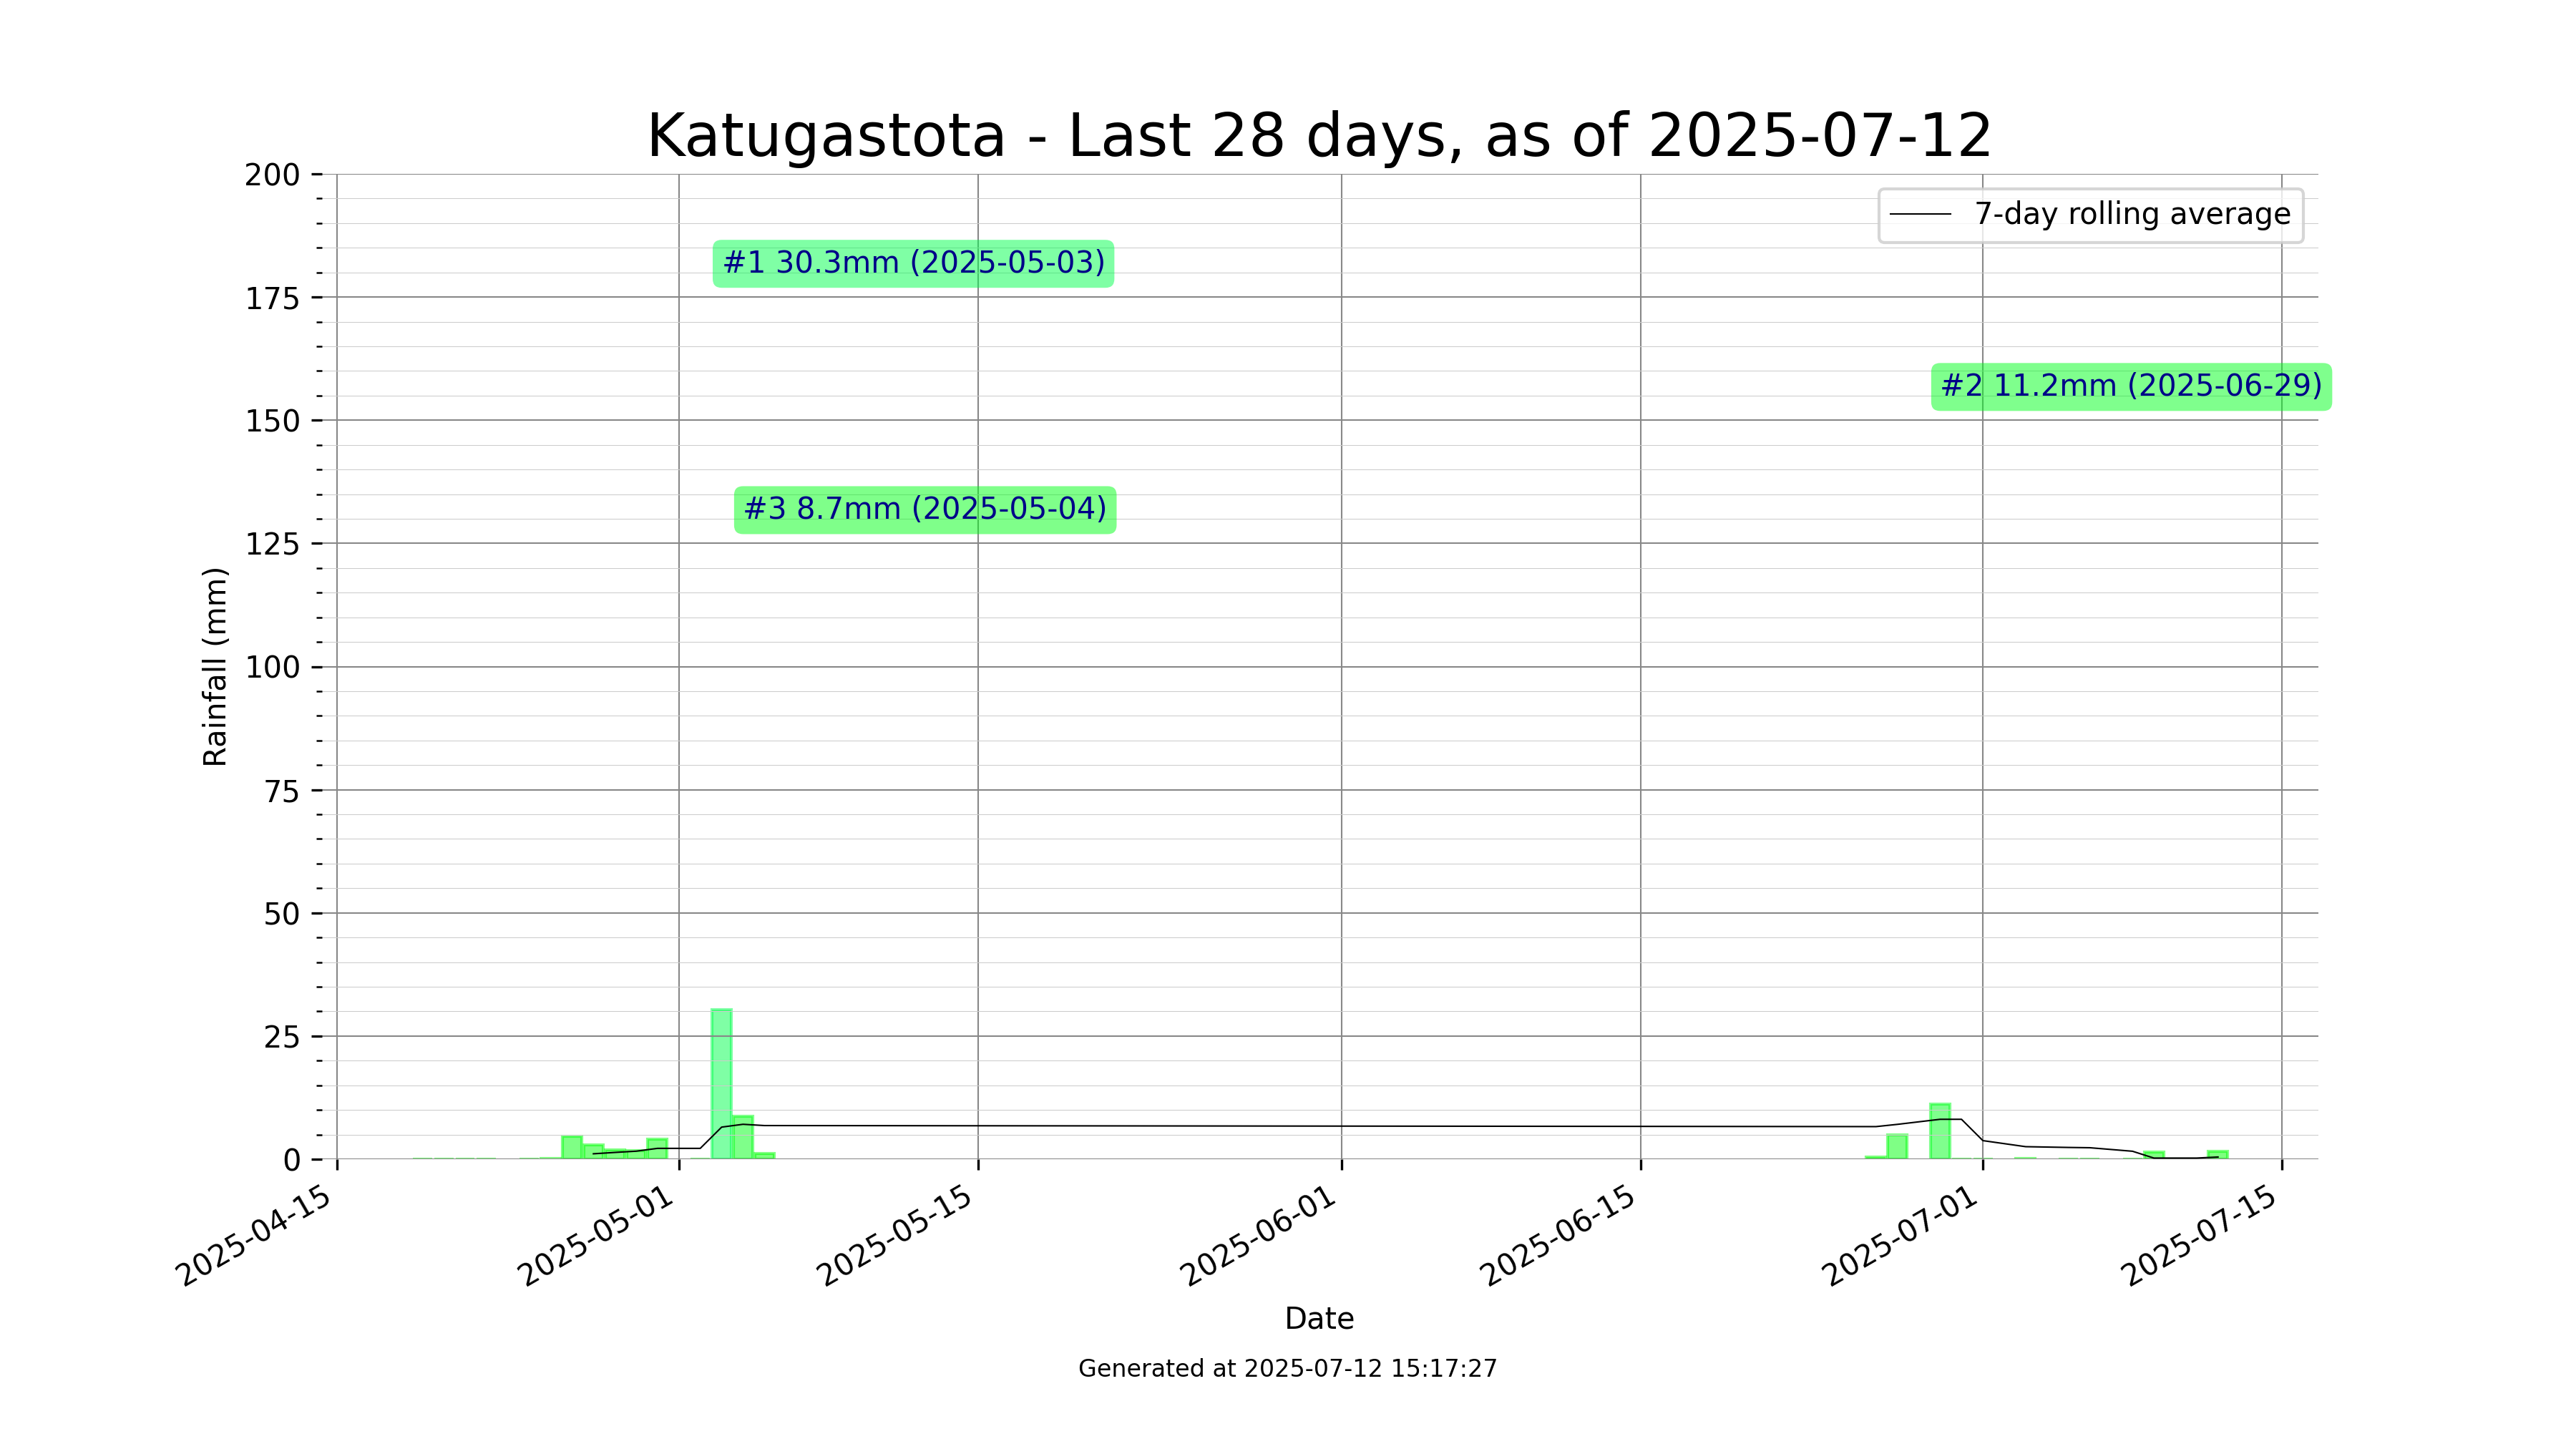 Katugastota - Last 28 days, as of 2025-07-12
200
175
150
125
100
75
50
25
0
Rainfall (mm)
7-day rolling average
#1 30.3mm (2025-05-03)
#2 11.2mm (2025-06-29)
#3 8.7mm (2025-05-04)
2025-04-15
2025-05-01
2025-05-15
2025-06-01
2025-06-15
2025-07-01
2025-07-15
Date
Generated at 2025-07-12 15:17:27